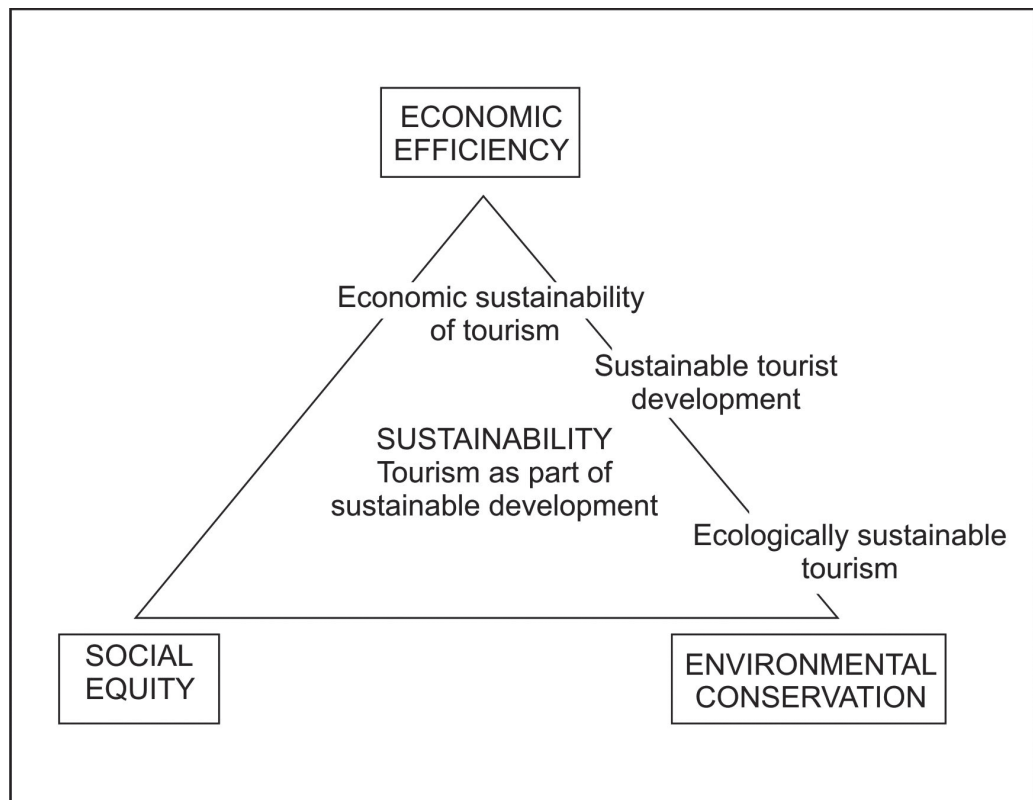 ECONOMIC
EFFICIENCY
Economic sustainability
of tourism
Sustainable tourist
development
SUSTAINABILITY
Tourism as part of
sustainable development
Ecologically sustainable
tourism
SOCIAL
EQUITY
ENVIRONMENTAL
CONSERVATION